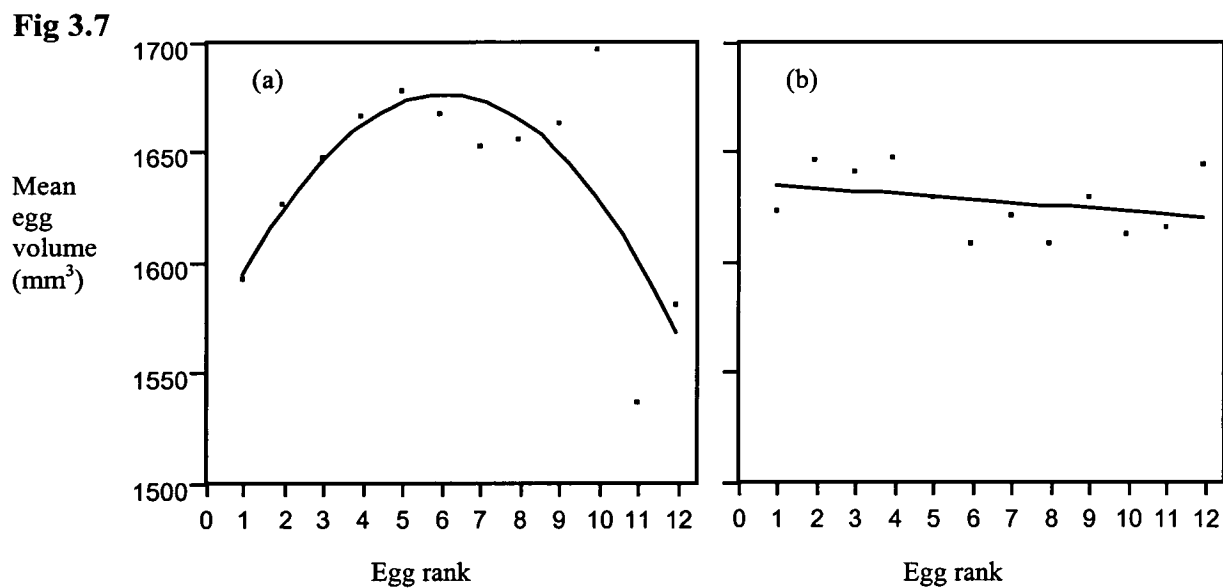 Fig 3.7
(a)
(b)
Mean
egg
volume
(mm³)
1700
1650
1600
1550
1500
0 1 2 3 4 5 6 7 8 9 10 11 12
0 1 2 3 4 5 6 7 8 9 10 11 12
Egg rank
Egg rank